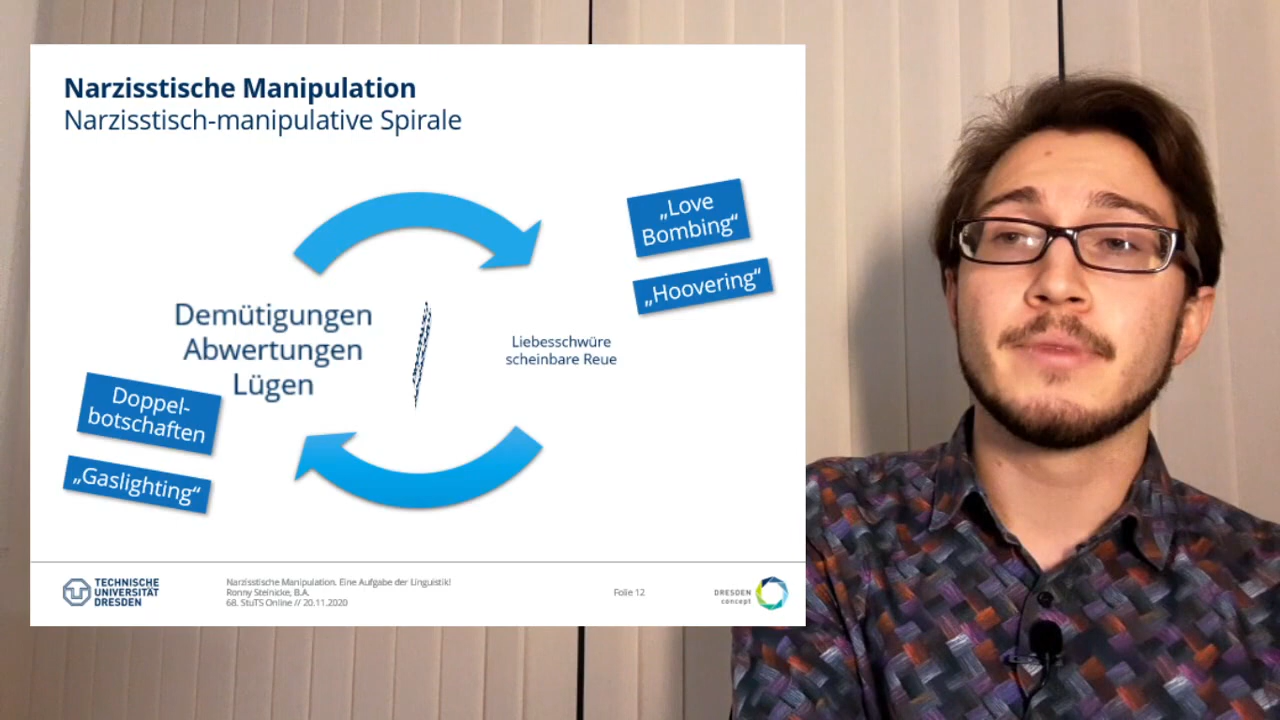 Narzisstische Manipulation
Narzisstisch-manipulative Spirale
„Love
Bombing“
„Hoovering“
Demütigungen
Abwertungen
Lügen
Liebesschwüre
scheinbare Reue
Doppel-
botschaften
„Gaslighting“
TECHNISCHE
UNIVERSITÄT
DRESDEN
Narzisstische Manipulation. Eine Aufgabe der Linguistik!
Ronny Steinicke, B.A.
68. StuTS Online // 20.11.2020
Folie 12
DRESDEN
concept